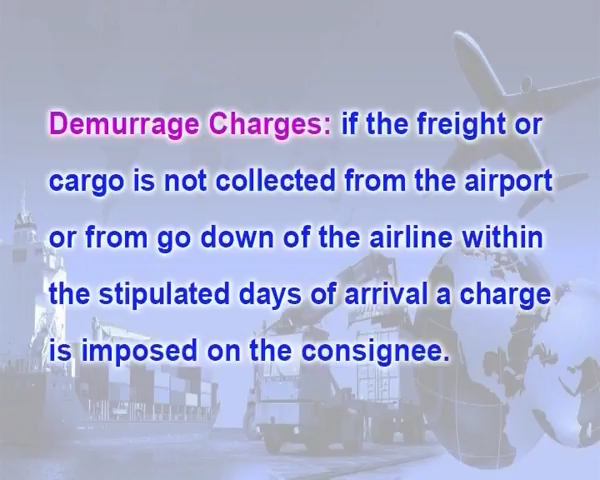 Demurrage Charges: if the freight or
cargo is not collected from the airport
or from go down of the airline within
the stipulated days of arrival a charge
is imposed on the consignee.